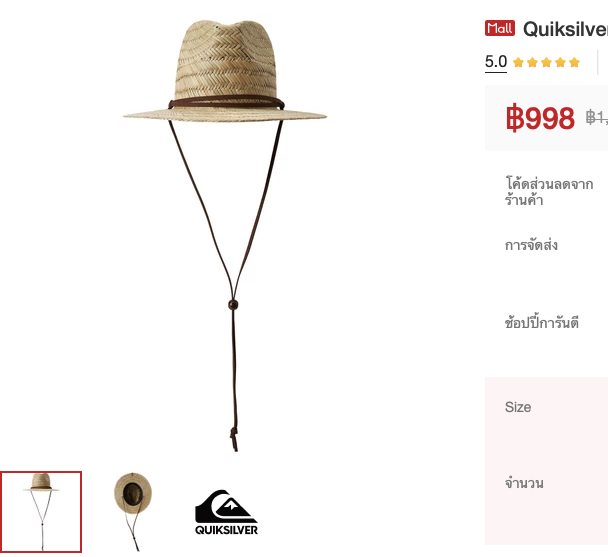 Mall Quiksilver
5.0
฿998 ฿1,
โค้ดส่วนลดจาก
ร้านค้า
การจัดส่ง
ช้อปปี้การันตี
Size
จำนวน
QUIKSILVER